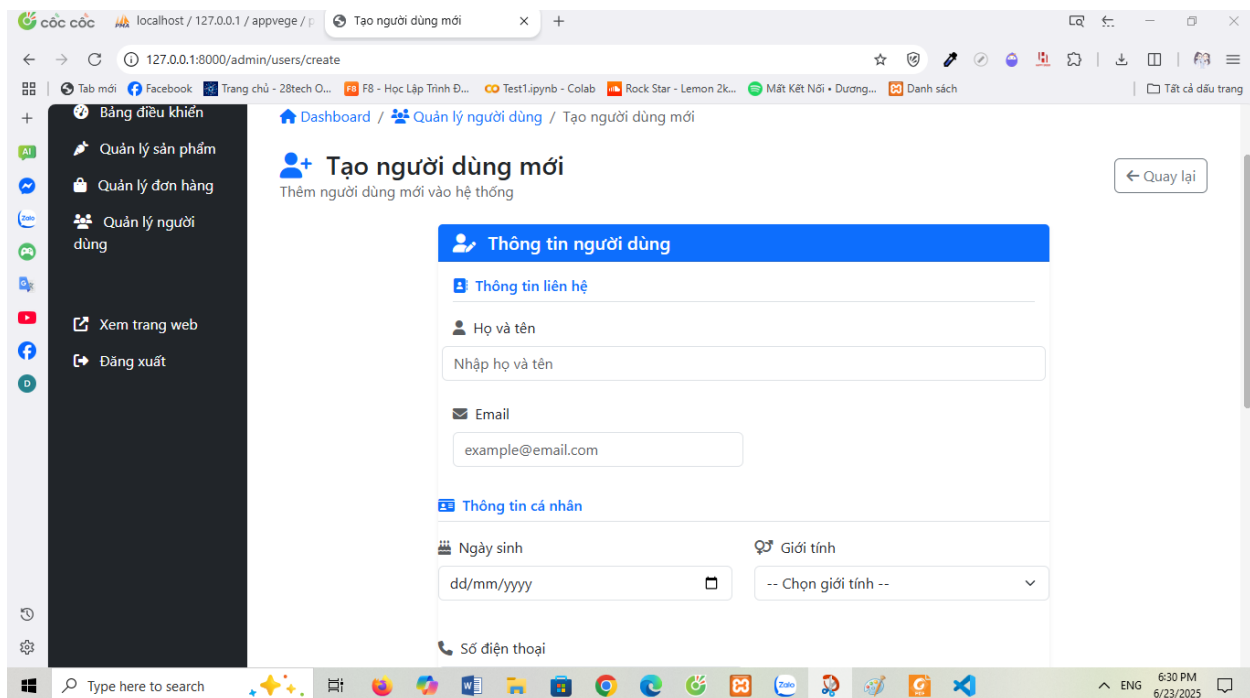 cốc cốc
localhost / 127.0.0.1 / appvege / p
Tạo người dùng mới
127.0.0.1:8000/admin/users/create
Tab mới
Facebook
Trang chủ - 28tech O...
F8 - Học Lập Trình Đ...
Test1.ipynb - Colab
Rock Star - Lemon 2k...
Mất Kết Nối • Dương...
Danh sách
Tất cả dấu trang
Bảng điều khiển
Quản lý sản phẩm
Quản lý đơn hàng
Quản lý người
dùng
Xem trang web
Đăng xuất
Dashboard / Quản lý người dùng / Tạo người dùng mới
Tạo người dùng mới
Thêm người dùng mới vào hệ thống
Quay lại
Thông tin người dùng
Thông tin liên hệ
Họ và tên
Nhập họ và tên
Email
example@email.com
Thông tin cá nhân
Ngày sinh
Giới tính
dd/mm/yyyy
-- Chọn giới tính --
Số điện thoại
AI
Zalo
D
Type here to search
Zalo
ENG
6:30 PM
6/23/2025